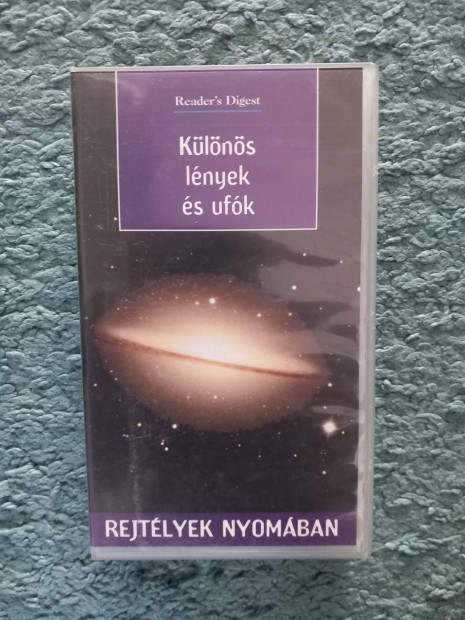 Reader's Digest
Különös
lények
és ufók
REJTÉLYEK NYOMÁBAN